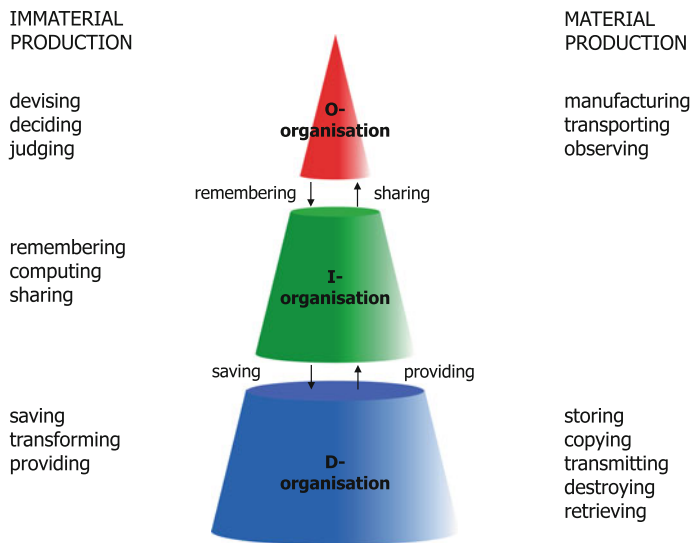 IMMATERIAL
PRODUCTION
MATERIAL
PRODUCTION
devising
deciding
judging
O-
organisation
manufacturing
transporting
observing
remembering
sharing
remembering
computing
sharing
I-
organisation
saving
providing
saving
transforming
providing
D-
organisation
storing
copying
transmitting
destroying
retrieving